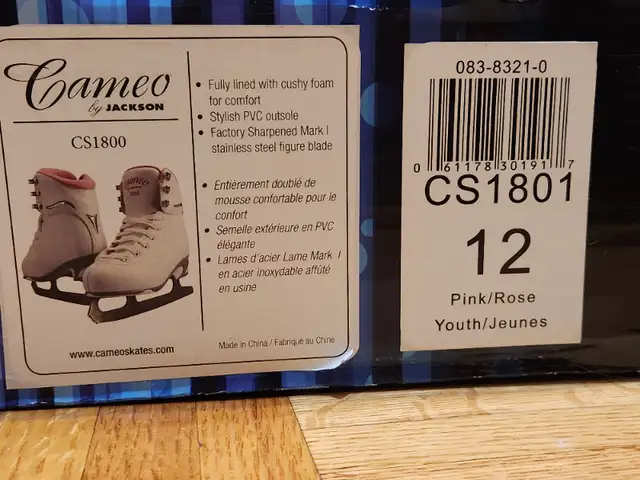 Cameo
by JACKSON
CS1800
• Fully lined with cushy foam
for comfort
• Stylish PVC outsole
• Factory Sharpened Mark I
stainless steel figure blade
• Entièrement doublé de
mousse confortable pour le
confort
• Semelle extérieure en PVC
élégante
• Lames d'acier Lame Mark I
en acier inoxydable affûté
en usine
www.cameoskates.com
Made in China / Fabriqué au Chine
083-8321-0
0 61178 30191 7
CS1801
12
Pink/Rose
Youth/Jeunes